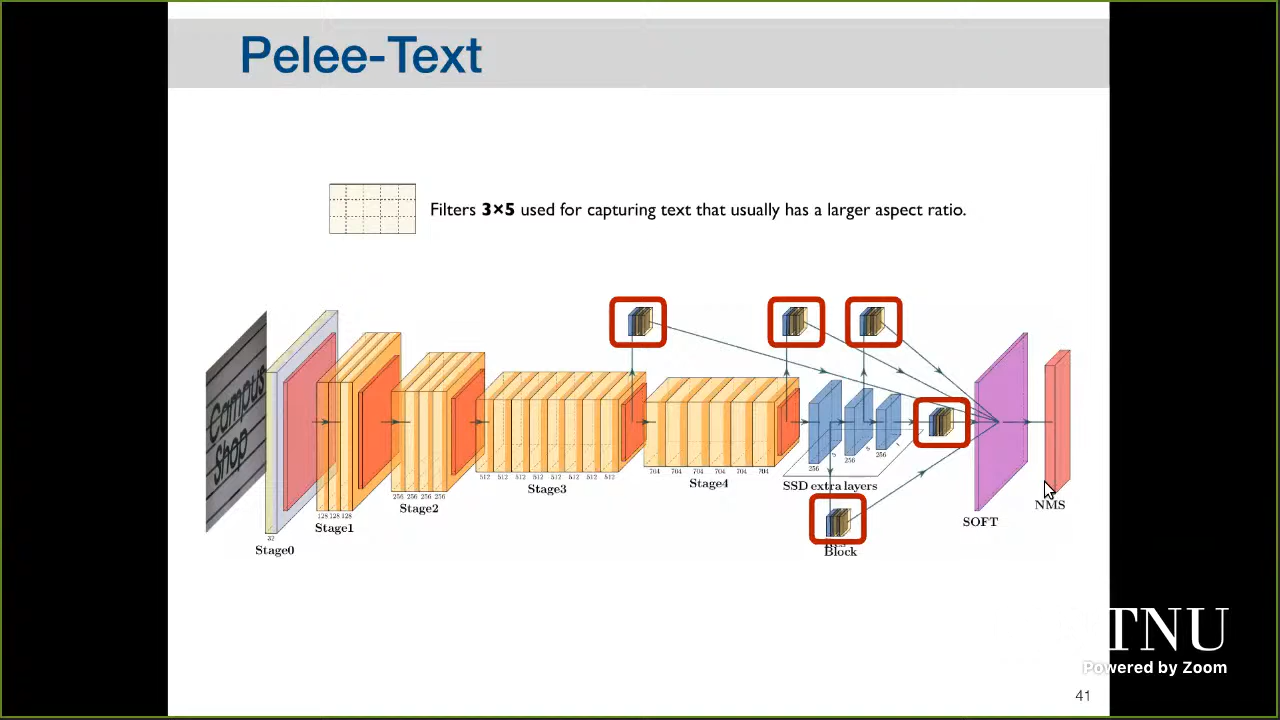 Pelee-Text
Filters 3×5 used for capturing text that usually has a larger aspect ratio.
Campus
Shop
32
Stage0
128 128 128
Stage1
256 256 256 256
Stage2
512 512 512 512 512 512 512 512
Stage3
704 704 704 704 704 704
Stage4
256 256 256
SSD extra layers
Block
SOFT
NMS
TNU
Powered by Zoom
41